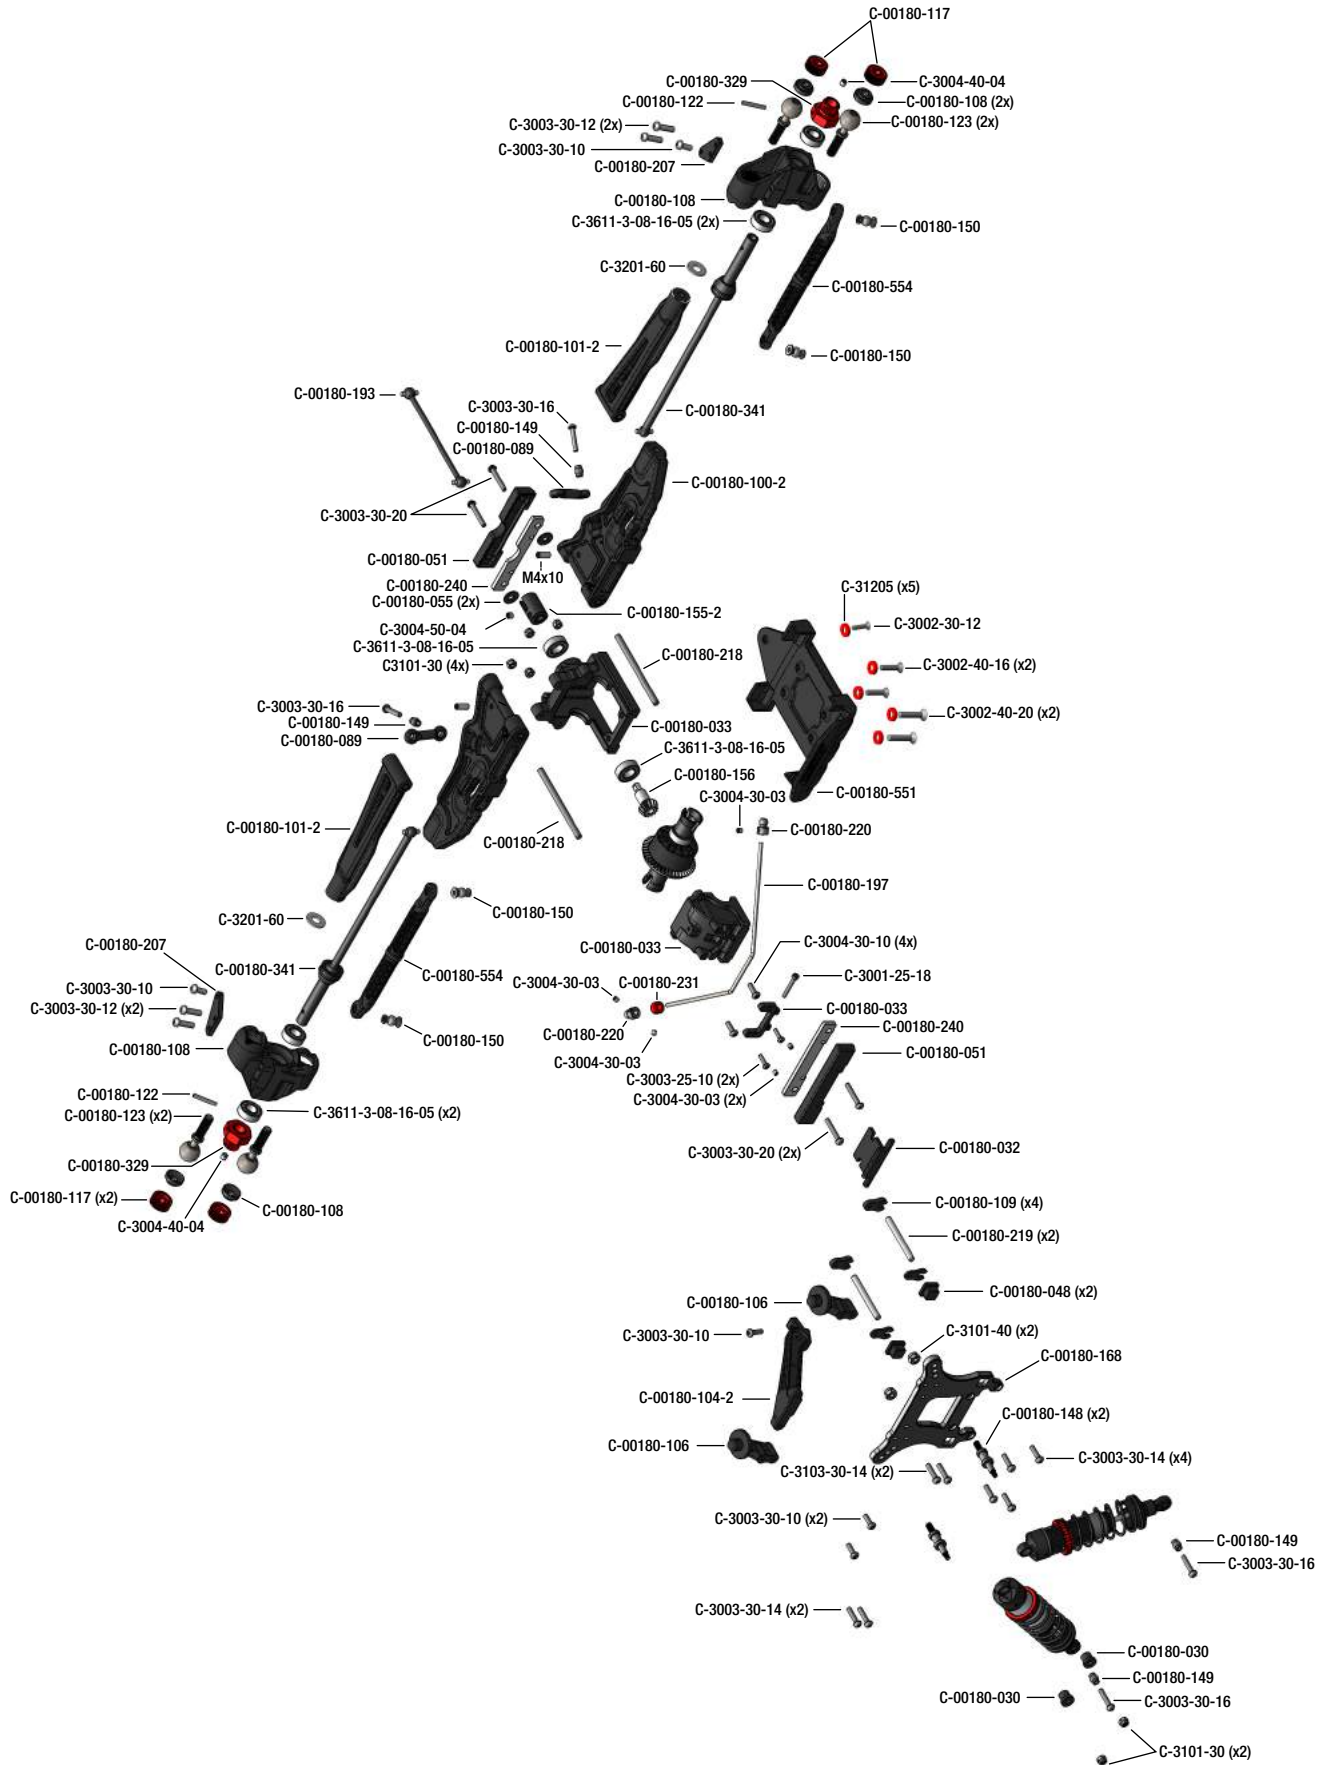 C-00180-117
C-00180-329
C-3004-40-04
C-00180-122
C-00180-108 (2x)
C-3003-30-12 (2x)
C-00180-123 (2x)
C-3003-30-10
C-00180-207
C-00180-108
C-3611-3-08-16-05 (2x)
C-00180-150
C-3201-60
C-00180-554
C-00180-101-2
C-00180-150
C-00180-193
C-3003-30-16
C-00180-341
C-00180-149
C-00180-089
C-00180-100-2
C-3003-30-20
C-00180-051
M4x10
C-00180-240
C-31205 (x5)
C-00180-055 (2x)
C-00180-155-2
C-3002-30-12
C-3004-50-04
C-3611-3-08-16-05
C-00180-218
C3101-30 (4x)
C-3002-40-16 (x2)
C-3003-30-16
C-00180-149
C-00180-033
C-3002-40-20 (x2)
C-00180-089
C-3611-3-08-16-05
C-00180-156
C-3004-30-03
C-00180-551
C-00180-101-2
C-00180-218
C-00180-220
C-00180-197
C-3201-60
C-00180-150
C-00180-207
C-00180-033
C-3004-30-10 (4x)
C-00180-341
C-00180-554
C-3004-30-03
C-00180-231
C-3001-25-18
C-3003-30-10
C-3003-30-12 (x2)
C-00180-033
C-00180-220
C-00180-240
C-00180-108
C-00180-150
C-3004-30-03
C-00180-051
C-3003-25-10 (2x)
C-00180-122
C-3004-30-03 (2x)
C-00180-123 (x2)
C-3611-3-08-16-05 (x2)
C-3003-30-20 (2x)
C-00180-032
C-00180-329
C-00180-117 (x2)
C-00180-108
C-00180-109 (x4)
C-3004-40-04
C-00180-219 (x2)
C-00180-048 (x2)
C-00180-106
C-3003-30-10
C-3101-40 (x2)
C-00180-168
C-00180-104-2
C-00180-148 (x2)
C-00180-106
C-3103-30-14 (x2)
C-3003-30-14 (x4)
C-3003-30-10 (x2)
C-00180-149
C-3003-30-16
C-3003-30-14 (x2)
C-00180-030
C-00180-149
C-00180-030
C-3003-30-16
C-3101-30 (x2)